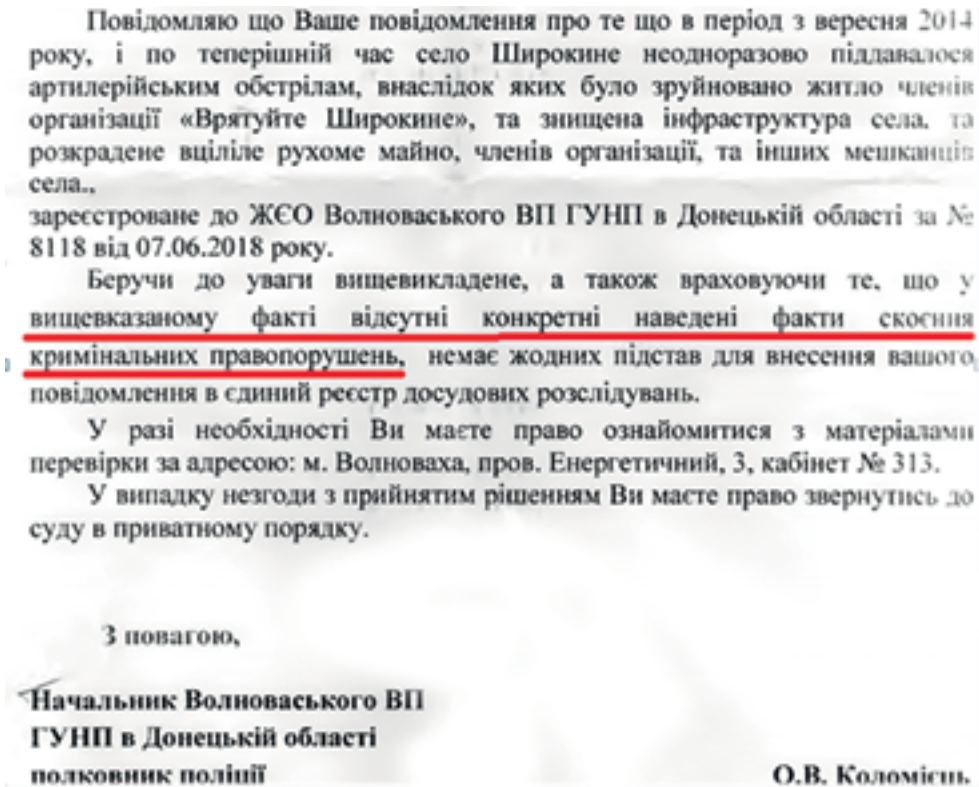 Повідомляю що Ваше повідомлення про те що в період з вересня 2014
року, і по теперішній час село Широкине неодноразово піддавалося
артилерійським обстрілам, внаслідок яких було зруйновано житло членів
організації «Врятуйте Широкине», та знищена інфраструктура села, та
розкрадене вціліле рухоме майно, членів організації, та інших мешканців
села.,
зареєстроване до ЖЄО Волноваського ВП ГУНП в Донецькій області за №
8118 від 07.06.2018 року.
Беручи до уваги вищевикладене, а також враховуючи те, що у
вищевказаному факті відсутні конкретні наведені факти скоєння
кримінальних правопорушень, немає жодних підстав для внесення вашого
повідомлення в єдиний реєстр досудових розслідувань.
У разі необхідності Ви маєте право ознайомитися з матеріалами
перевірки за адресою: м. Волноваха, пров. Енергетичний, 3, кабінет № 313.
У випадку незгоди з прийнятим рішенням Ви маєте право звернутись до
суду в приватному порядку.
З повагою,
Начальник Волноваського ВП
ГУНП в Донецькій області
полковник поліції О.В. Коломієць